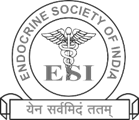 ENDOCRINE SOCIETY OF INDIA
ESI
येन सर्वमिदं ततम्